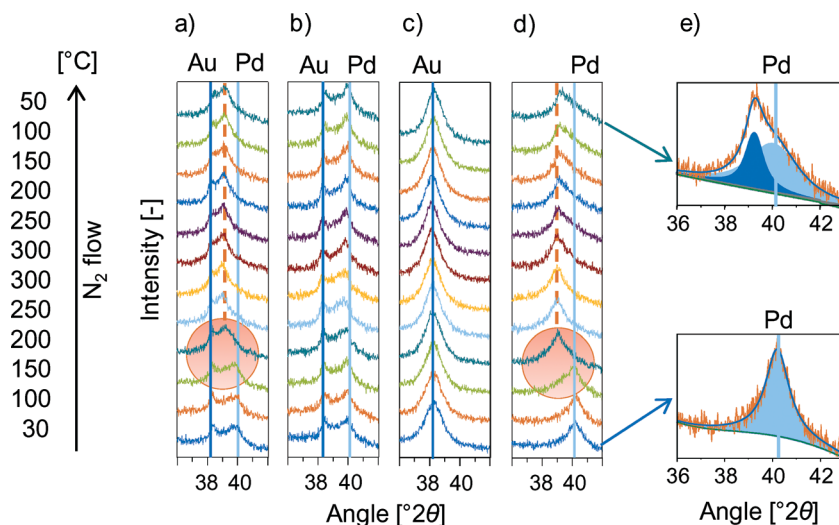 a) b) c) d) e)
[°C] Au Pd Au Pd Au Pd Pd
50
100
150
200
250
300
300
250
200
150
100
30
N₂ flow
Intensity [-]
36 38 40 42
Pd
38 40 38 40 38 40 38 40 36 38 40 42
Angle [°2θ] Angle [°2θ]